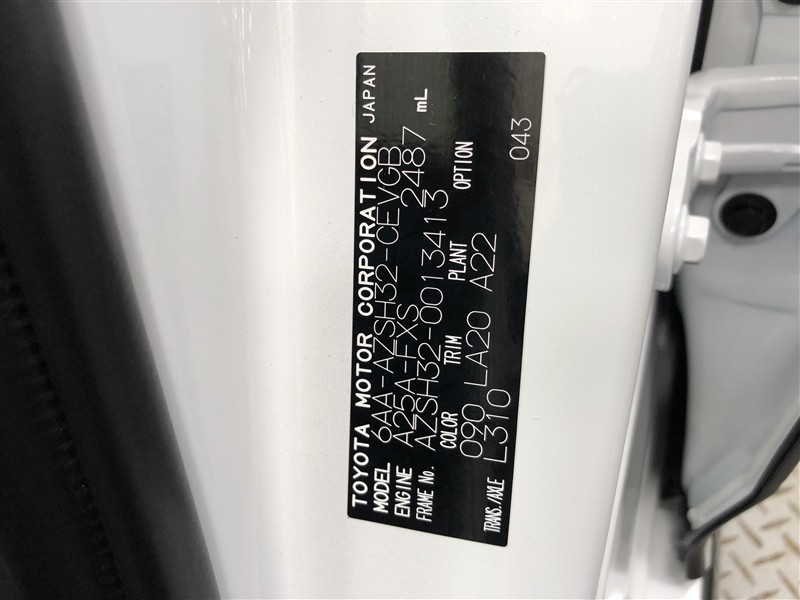 TOYOTA MOTOR CORPORATION JAPAN
MODEL 6AA-AZSH32-CEVGB
ENGINE A25A-FXS 2487 mL
FRAME No. AZSH32-0013413
COLOR TRIM PLANT OPTION
090 LA20 A22
TRANS./AXLE L310 043